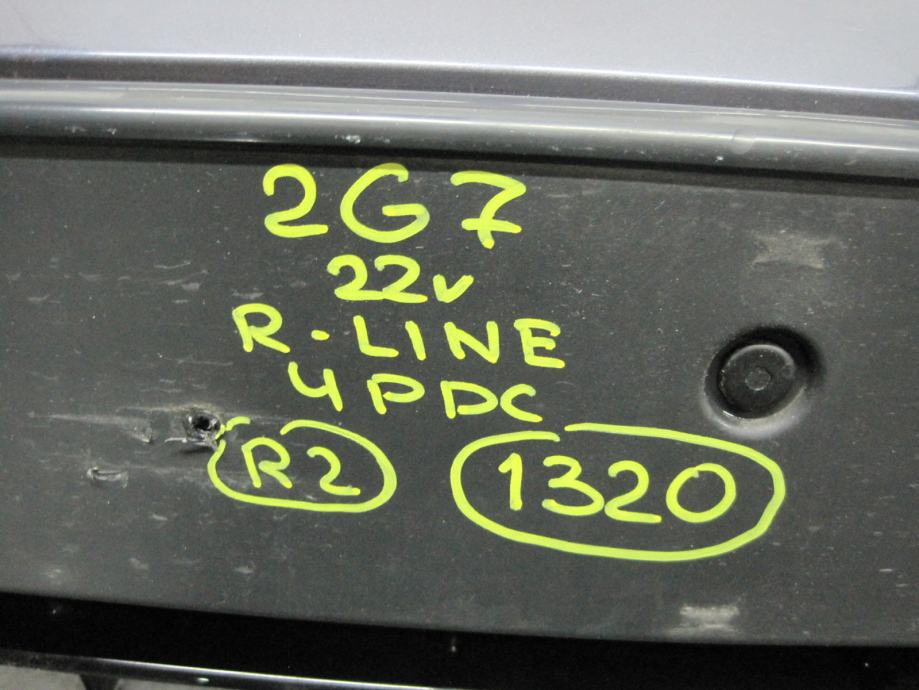 2G7
22v
R-LINE
4PDC
R2 1320